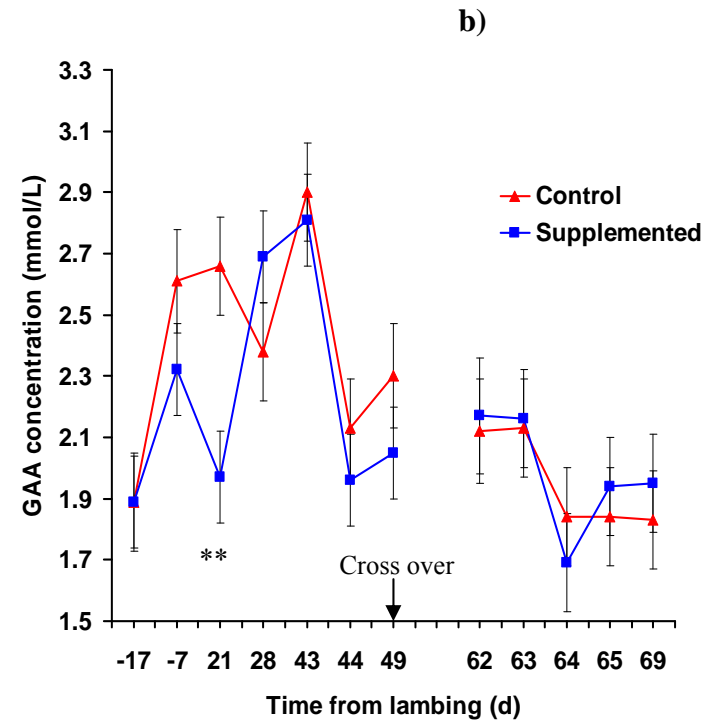 b)
GAA concentration (mmol/L)
3.3
3.1
2.9
2.7
2.5
2.3
2.1
1.9
1.7
1.5
Control
Supplemented
**
Cross over
-17 -7 21 28 43 44 49 62 63 64 65 69
Time from lambing (d)